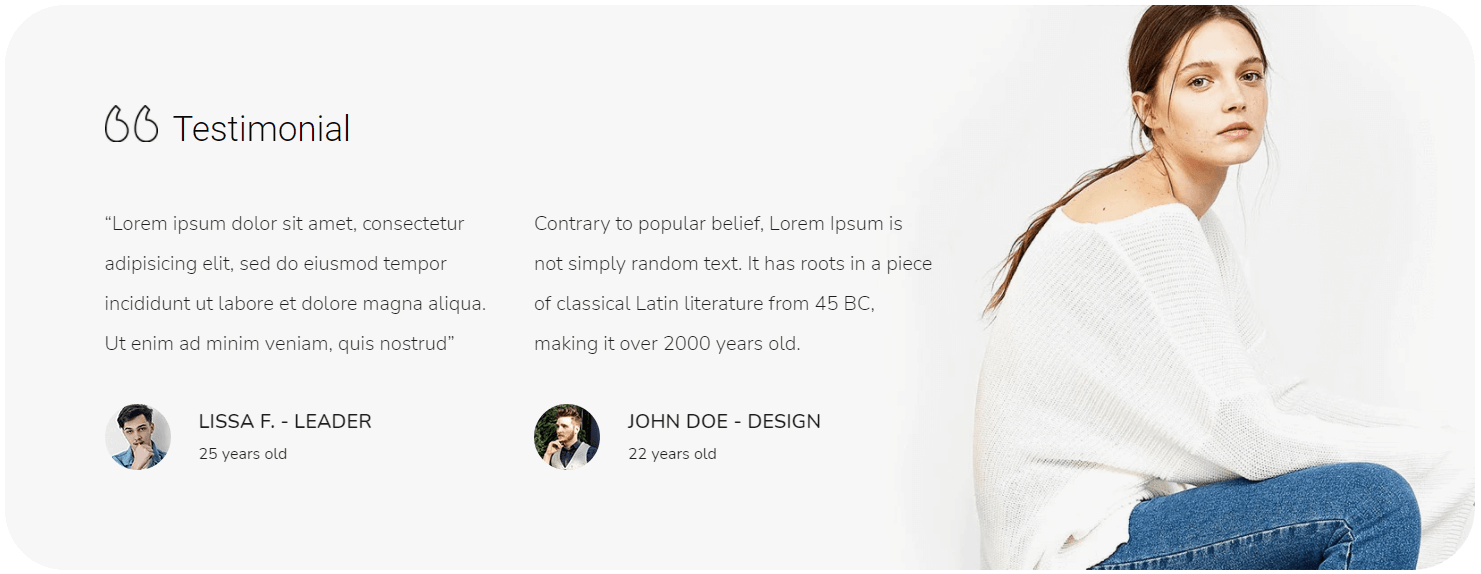 Testimonial
“Lorem ipsum dolor sit amet, consectetur
adipisicing elit, sed do eiusmod tempor
incididunt ut labore et dolore magna aliqua.
Ut enim ad minim veniam, quis nostrud”
LISSA F. - LEADER
25 years old
Contrary to popular belief, Lorem Ipsum is
not simply random text. It has roots in a piece
of classical Latin literature from 45 BC,
making it over 2000 years old.
JOHN DOE - DESIGN
22 years old